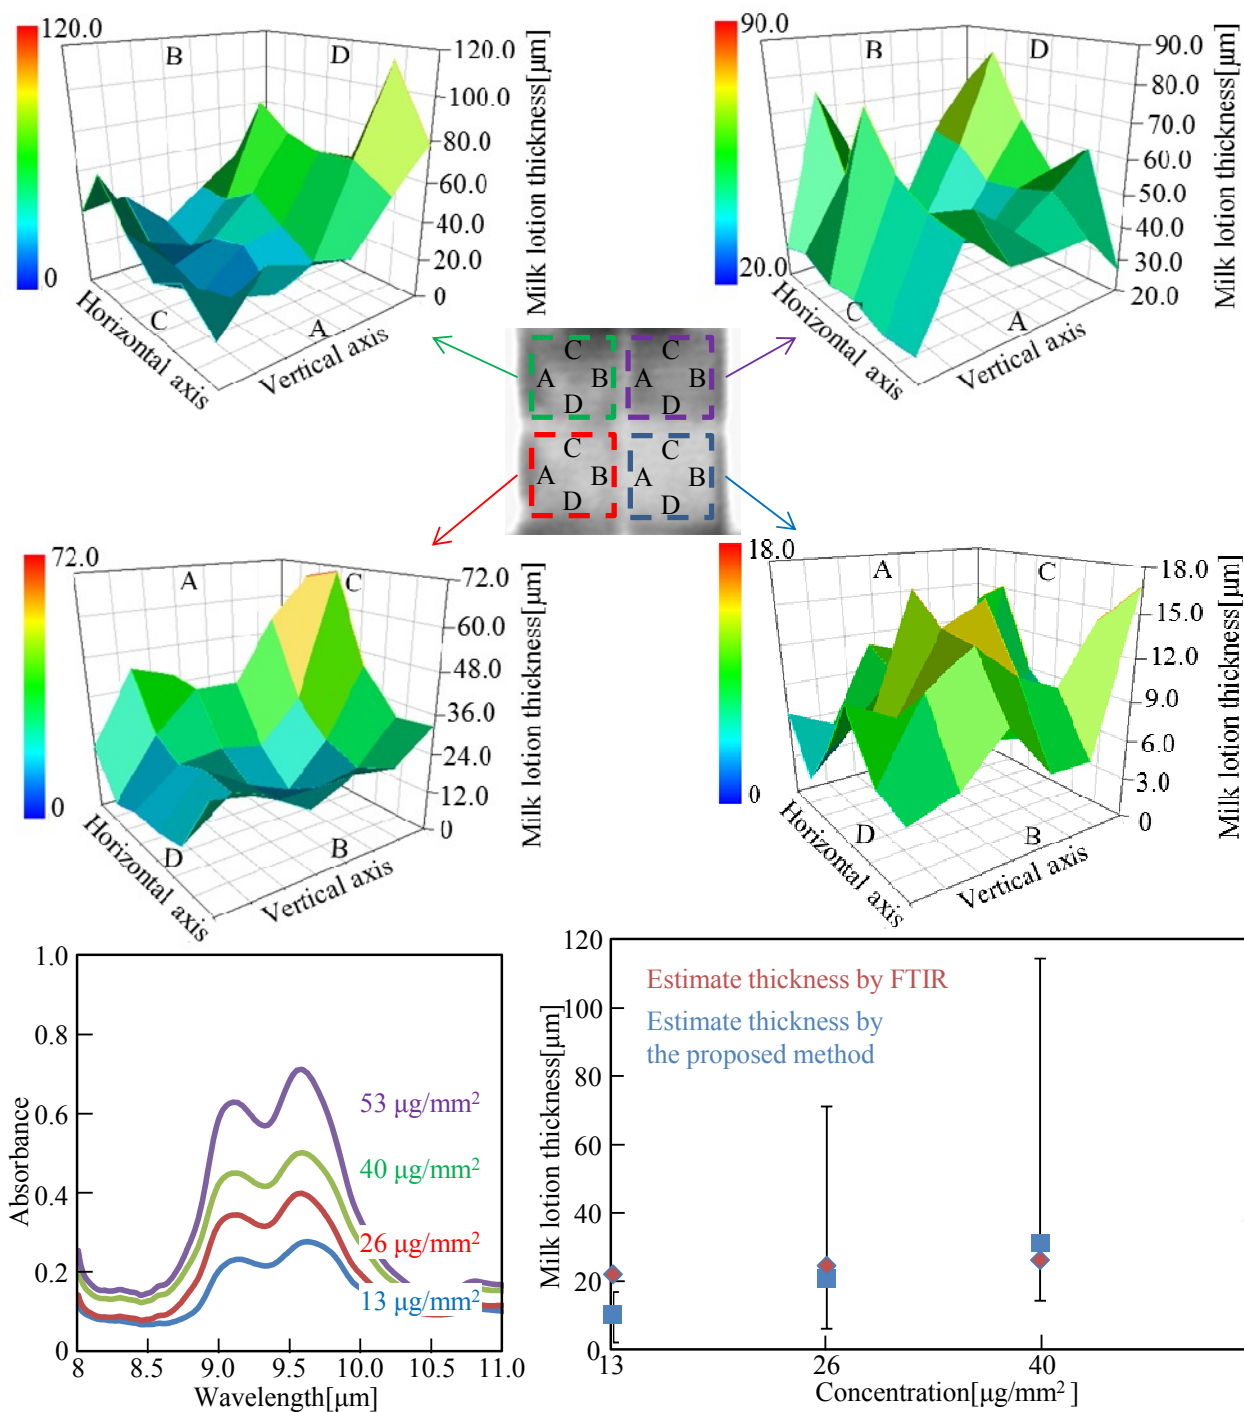 120.0
0
B
D
C
A
120.0
100.0
80.0
60.0
40.0
20.0
0
Milk lotion thickness[μm]
Horizontal axis
Vertical axis
90.0
20.0
B
D
C
A
90.0
80.0
70.0
60.0
50.0
40.0
30.0
20.0
Milk lotion thickness[μm]
Horizontal axis
Vertical axis
C
A B
D
C
A B
D
C
A B
D
C
A B
D
72.0
0
A
C
D
B
72.0
60.0
48.0
36.0
24.0
12.0
0
Milk lotion thickness[μm]
Horizontal axis
Vertical axis
18.0
0
A
C
D
B
18.0
15.0
12.0
9.0
6.0
3.0
0
Milk lotion thickness[μm]
Horizontal axis
Vertical axis
1.0
0.8
0.6
0.4
0.2
0
Absorbance
53 μg/mm²
40 μg/mm²
26 μg/mm²
13 μg/mm²
8 8.5 9.0 9.5 10.0 10.5 11.0
Wavelength[μm]
120
100
80
60
40
20
0
Milk lotion thickness[μm]
Estimate thickness by FTIR
Estimate thickness by
the proposed method
13 26 40
Concentration[μg/mm²]